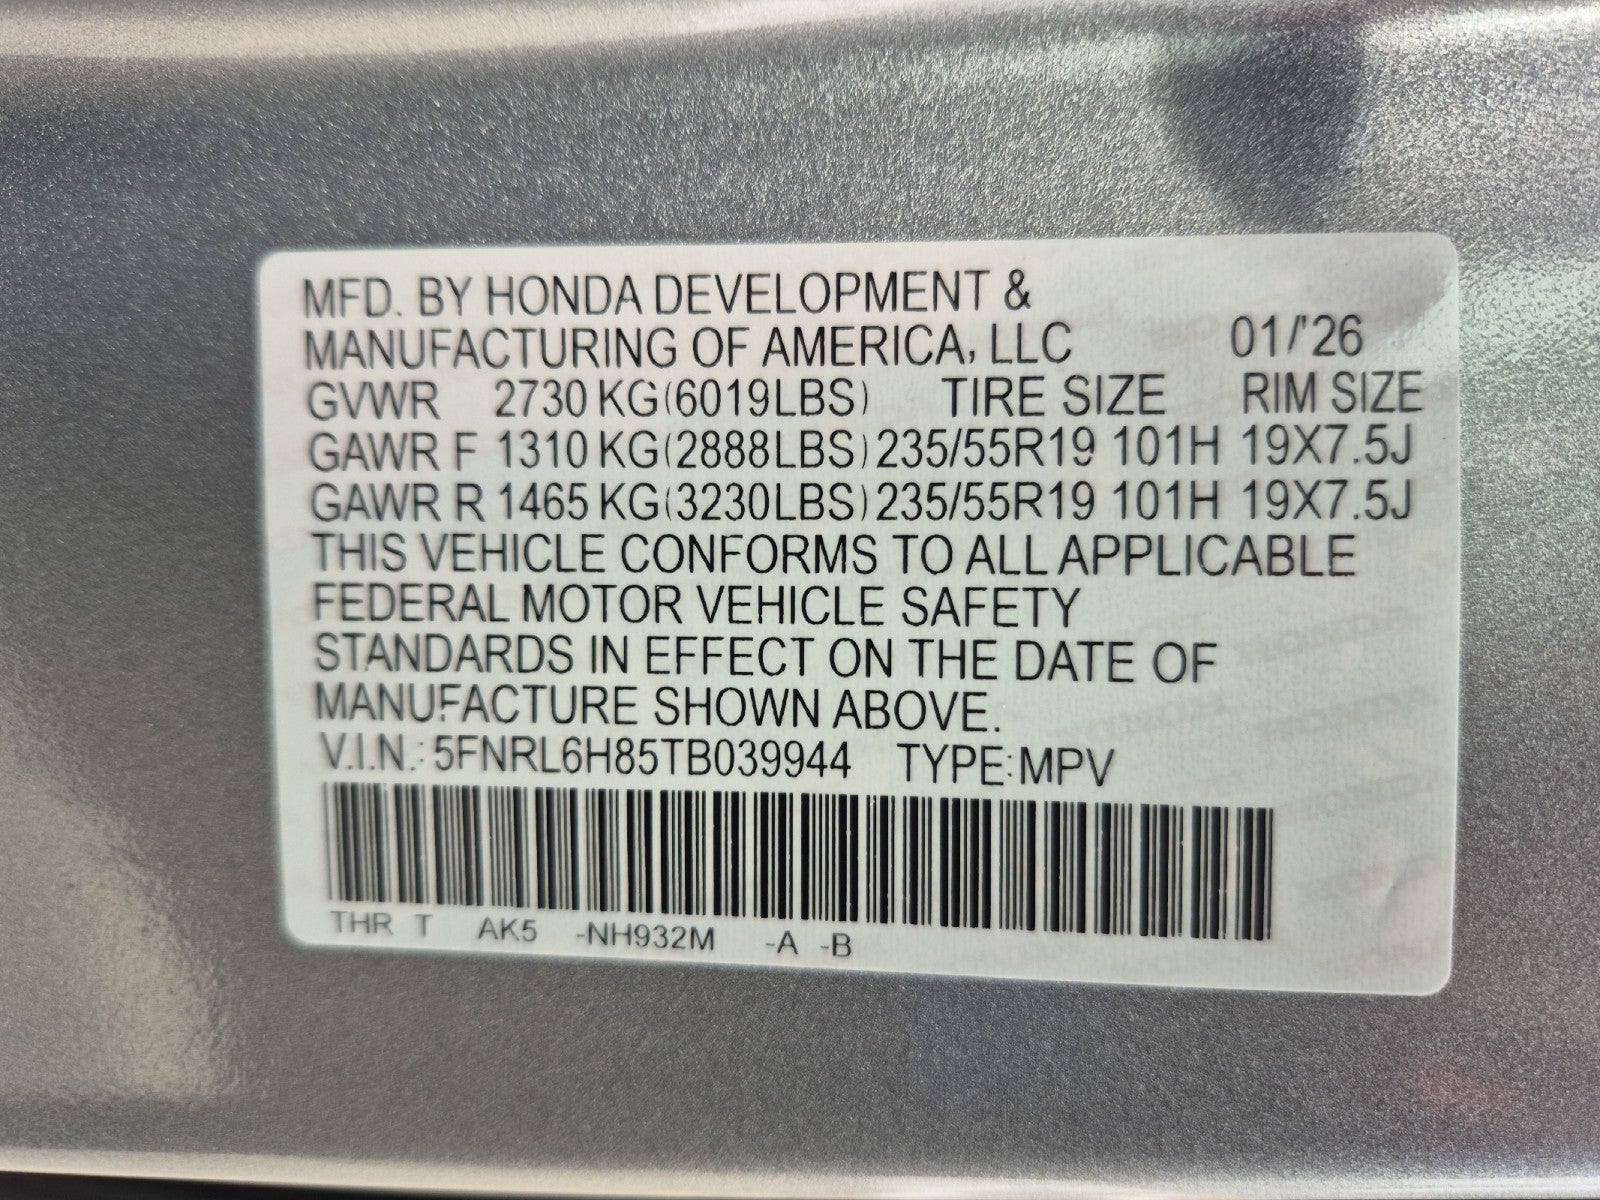 MFD. BY HONDA DEVELOPMENT &
MANUFACTURING OF AMERICA, LLC 01/'26
GVWR 2730 KG(6019LBS) TIRE SIZE RIM SIZE
GAWR F 1310 KG(2888LBS) 235/55R19 101H 19X7.5J
GAWR R 1465 KG(3230LBS) 235/55R19 101H 19X7.5J
THIS VEHICLE CONFORMS TO ALL APPLICABLE
FEDERAL MOTOR VEHICLE SAFETY
STANDARDS IN EFFECT ON THE DATE OF
MANUFACTURE SHOWN ABOVE.
V.I.N.: 5FNRL6H85TB039944 TYPE:MPV
THR T AK5 -NH932M -A -B